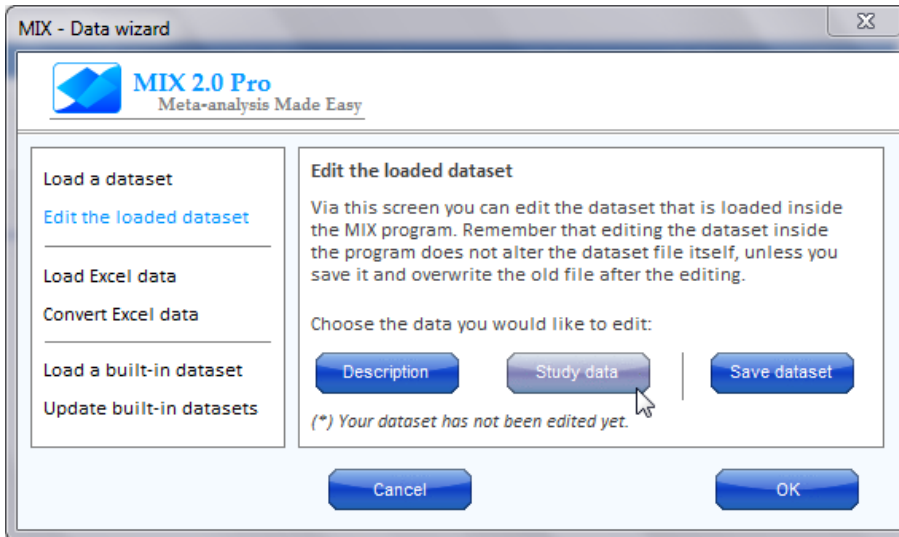 MIX - Data wizard
MIX 2.0 Pro
Meta-analysis Made Easy
Load a dataset
Edit the loaded dataset
Load Excel data
Convert Excel data
Load a built-in dataset
Update built-in datasets
Edit the loaded dataset
Via this screen you can edit the dataset that is loaded inside
the MIX program. Remember that editing the dataset inside
the program does not alter the dataset file itself, unless you
save it and overwrite the old file after the editing.
Choose the data you would like to edit:
Description
Study data
Save dataset
(*) Your dataset has not been edited yet.
Cancel
OK